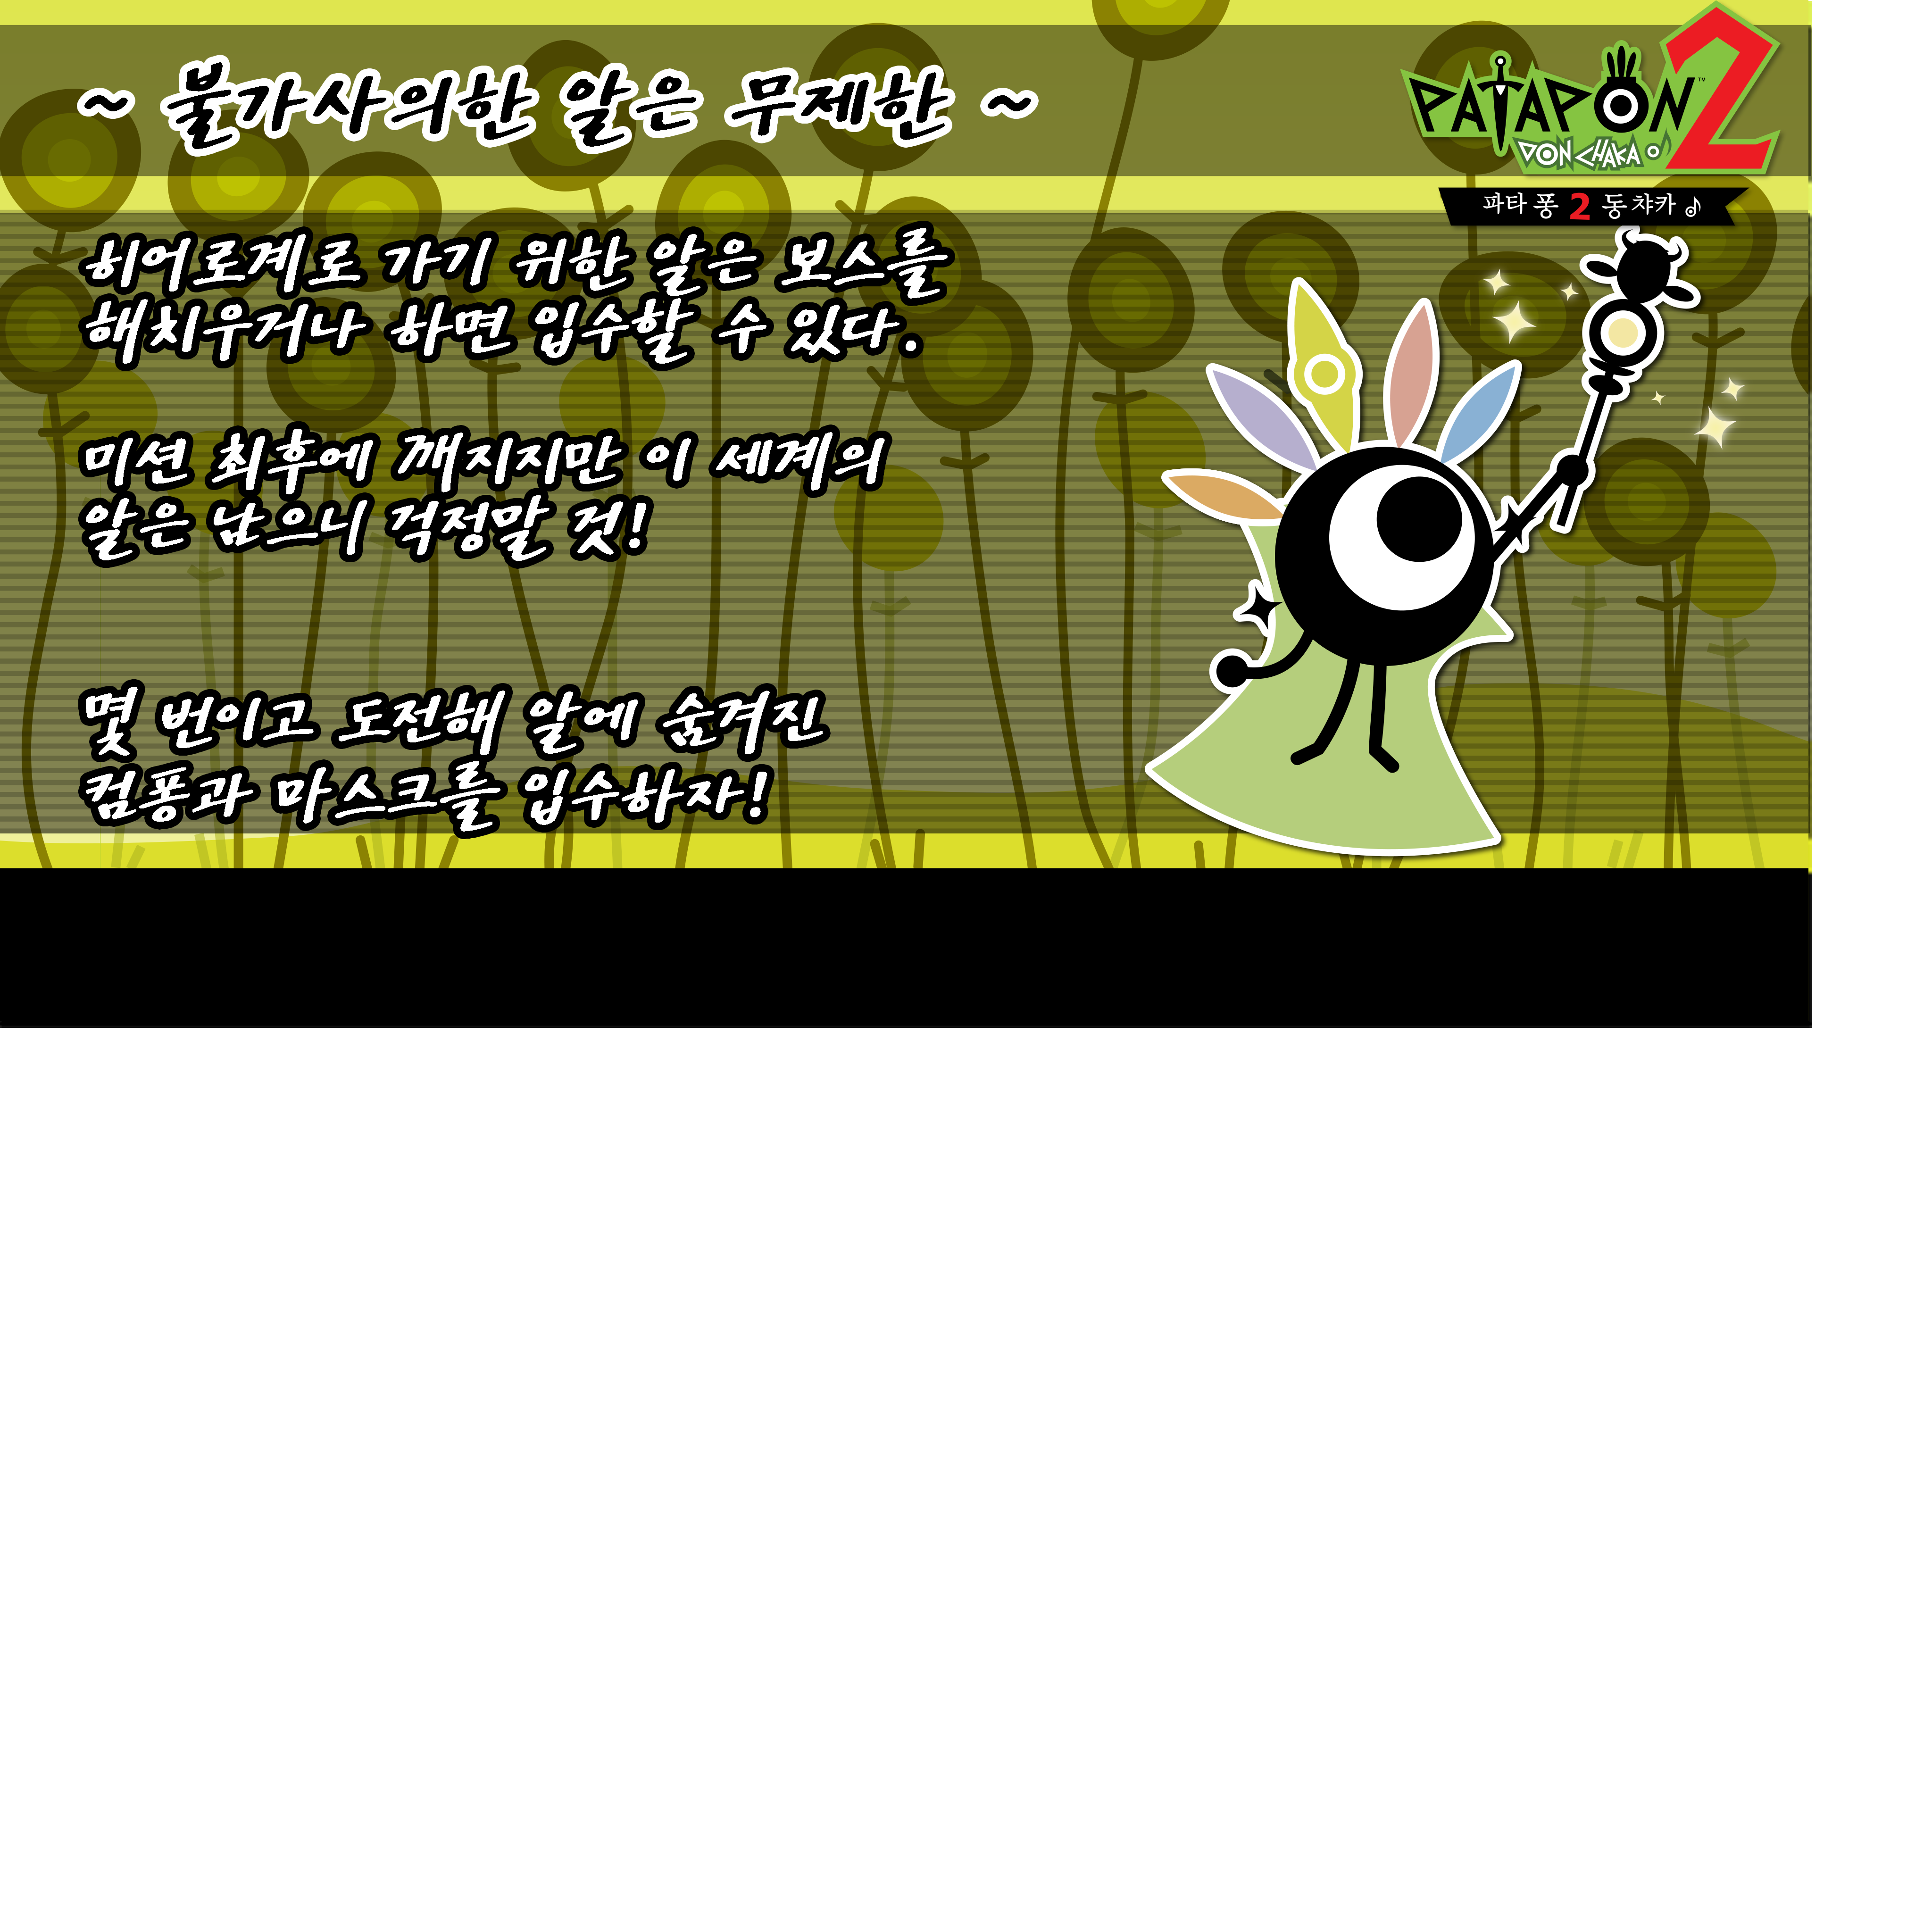 ~ 불가사의한 알은 무제한 ~
PATAPON 2™
DON CHAKA♪
파타퐁 2 동챠카♪
히어로계로 가기 위한 알은 보스를
해치우거나 하면 입수할 수 있다.
미션 최후에 깨지지만 이 세계의
알은 남으니 걱정말 것!
몇 번이고 도전해 알에 숨겨진
컴퐁과 마스크를 입수하자!